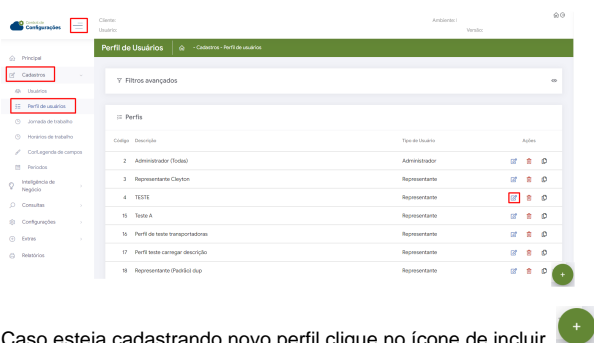 Configurações
Cliente:
Ambiente:
Usuário:
Versão:
Perfil de Usuários
- Cadastros - Perfil de usuários
Principal
Cadastros
Usuários
Perfil de usuários
Jornada de trabalho
Horários de trabalho
Conf.legenda de campos
Períodos
Inteligência de
Negócio
Consultas
Configurações
Extras
Relatórios
Filtros avançados
Perfis
Código Descrição Tipo de Usuário Ações
2 Administrador (Todas) Administrador
3 Representante Cleyton Representante
4 TESTE Representante
15 Teste A Representante
16 Perfil de teste transportadoras Representante
17 Perfil teste carregar descrição Representante
18 Representante (Padrão) dup Representante
+
Caso esteja cadastrando novo perfil clique no ícone de incluir +